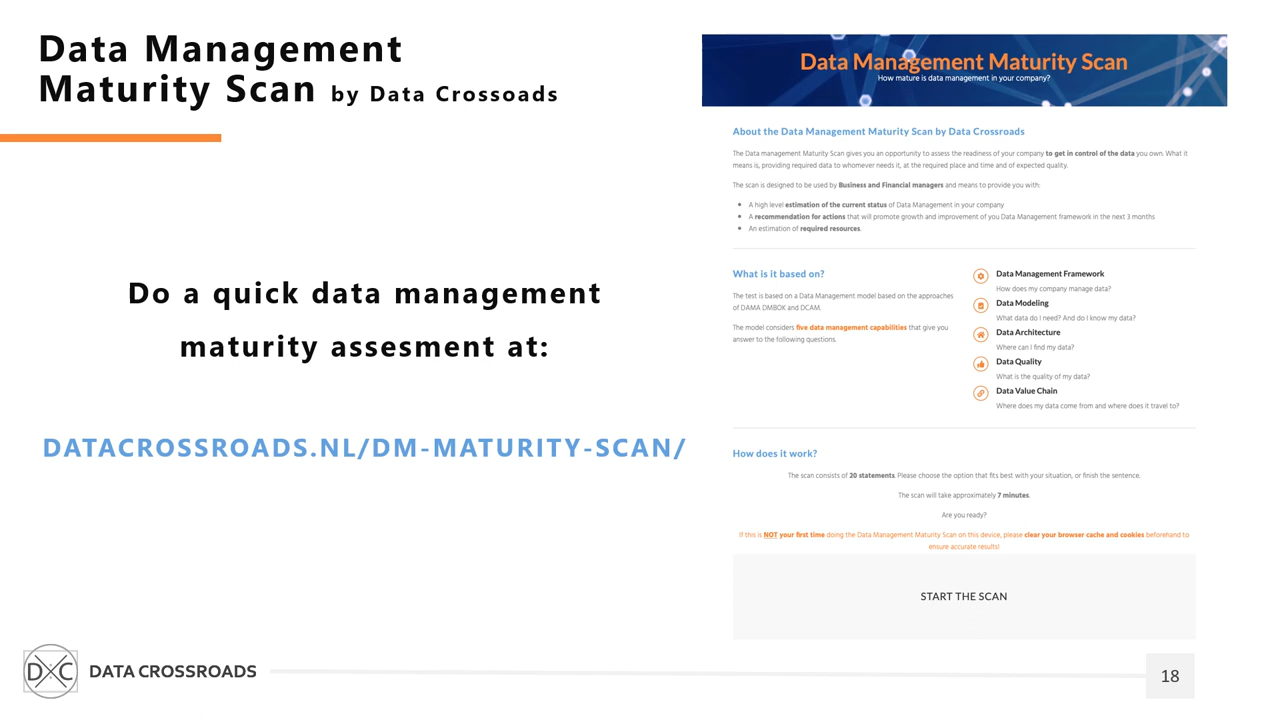 Data Management
Maturity Scan by Data Crossoads
Do a quick data management
maturity assesment at:
DATACROSSROADS.NL/DM-MATURITY-SCAN/
Data Management Maturity Scan
How mature is data management in your company?
About the Data Management Maturity Scan by Data Crossroads
The Data management Maturity Scan gives you an opportunity to assess the readiness of your company to get in control of the data you own. What it
means is, providing required data to whomever needs it, at the required place and time and of expected quality.
The scan is designed to be used by Business and Financial managers and means to provide you with:
A high level estimation of the current status of Data Management in your company
A recommendation for actions that will promote growth and improvement of you Data Management framework in the next 3 months
An estimation of required resources.
What is it based on?
The test is based on a Data Management model based on the approaches
of DAMA DMBOK and DCAM.
The model considers five data management capabilities that give you
answer to the following questions.
Data Management Framework
How does my company manage data?
Data Modeling
What data do I need? And do I know my data?
Data Architecture
Where can I find my data?
Data Quality
What is the quality of my data?
Data Value Chain
Where does my data come from and where does it travel to?
How does it work?
The scan consists of 20 statements. Please choose the option that fits best with your situation, or finish the sentence.
The scan will take approximately 7 minutes.
Are you ready?
If this is NOT your first time doing the Data Management Maturity Scan on this device, please clear your browser cache and cookies beforehand to
ensure accurate results!
START THE SCAN
DC
DATA CROSSROADS
18